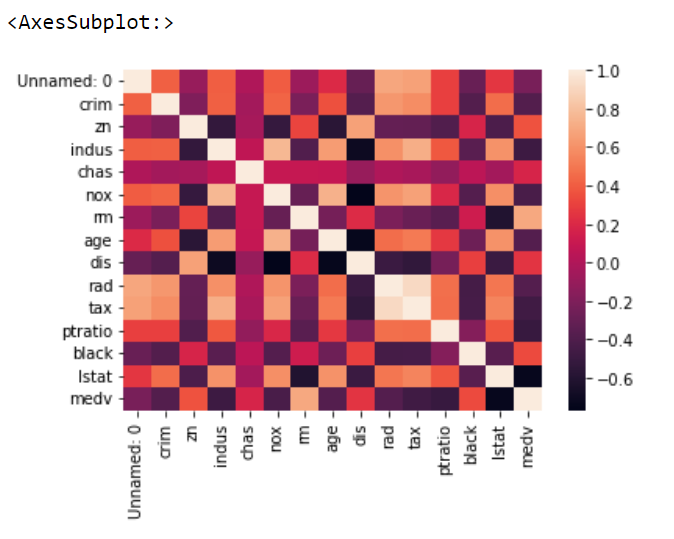 <AxesSubplot:>
Unnamed: 0
crim
zn
indus
chas
nox
rm
age
dis
rad
tax
ptratio
black
lstat
medv
Unnamed: 0
crim
zn
indus
chas
nox
rm
age
dis
rad
tax
ptratio
black
lstat
medv
1.0
0.8
0.6
0.4
0.2
0.0
−0.2
−0.4
−0.6